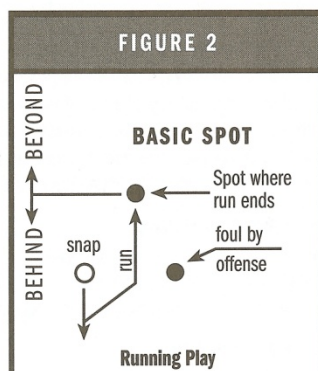 FIGURE 2
BEYOND
BEHIND
BASIC SPOT
Spot where
run ends
snap
run
foul by
offense
Running Play